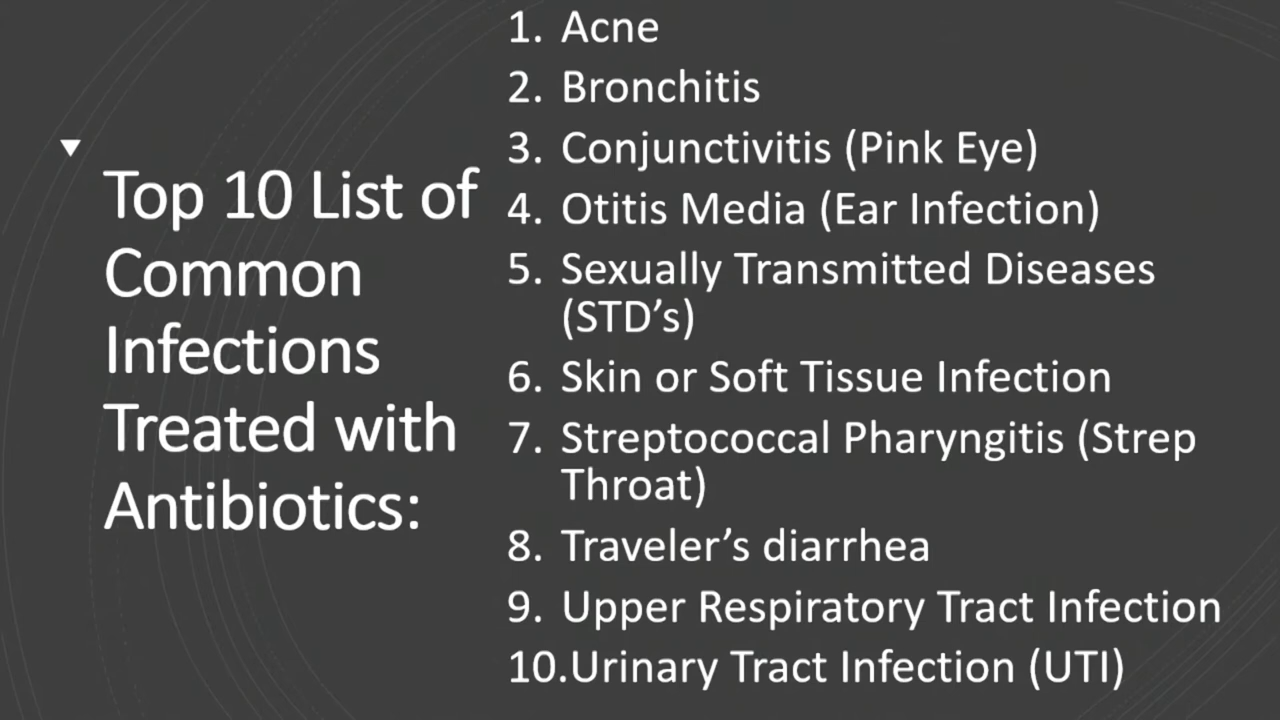 Top 10 List of
Common
Infections
Treated with
Antibiotics:
1. Acne
2. Bronchitis
3. Conjunctivitis (Pink Eye)
4. Otitis Media (Ear Infection)
5. Sexually Transmitted Diseases
(STD’s)
6. Skin or Soft Tissue Infection
7. Streptococcal Pharyngitis (Strep
Throat)
8. Traveler’s diarrhea
9. Upper Respiratory Tract Infection
10.Urinary Tract Infection (UTI)